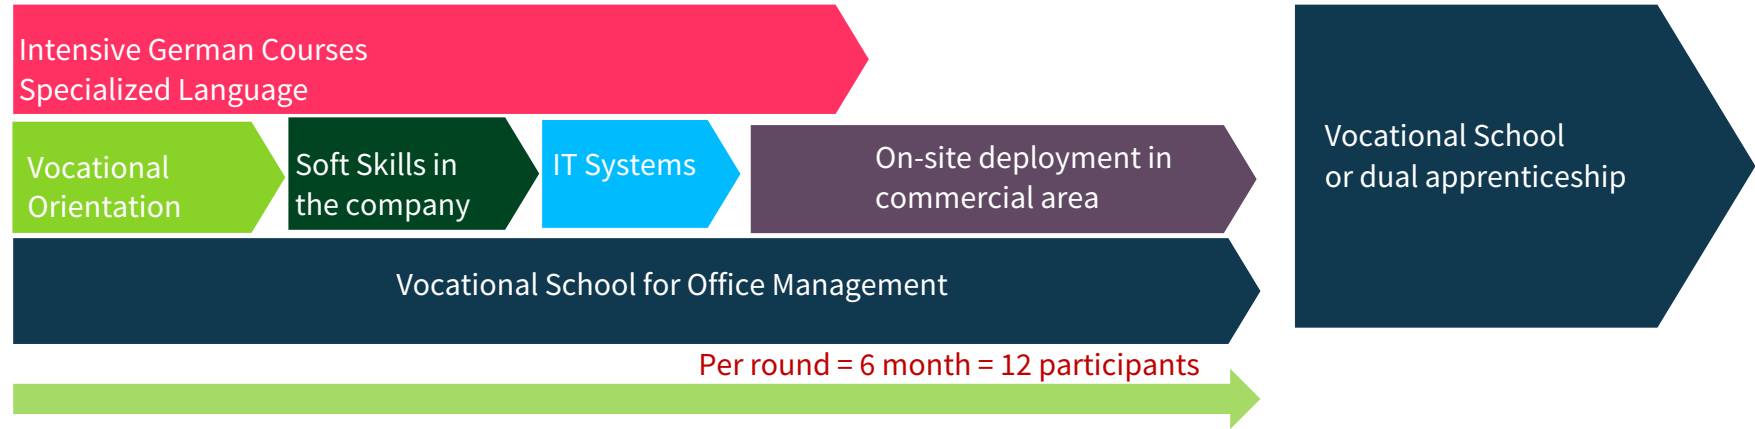 Intensive German Courses
Specialized Language
Vocational
Orientation
Soft Skills in
the company
IT Systems
On-site deployment in
commercial area
Vocational School for Office Management
Per round = 6 month = 12 participants
Vocational School
or dual apprenticeship